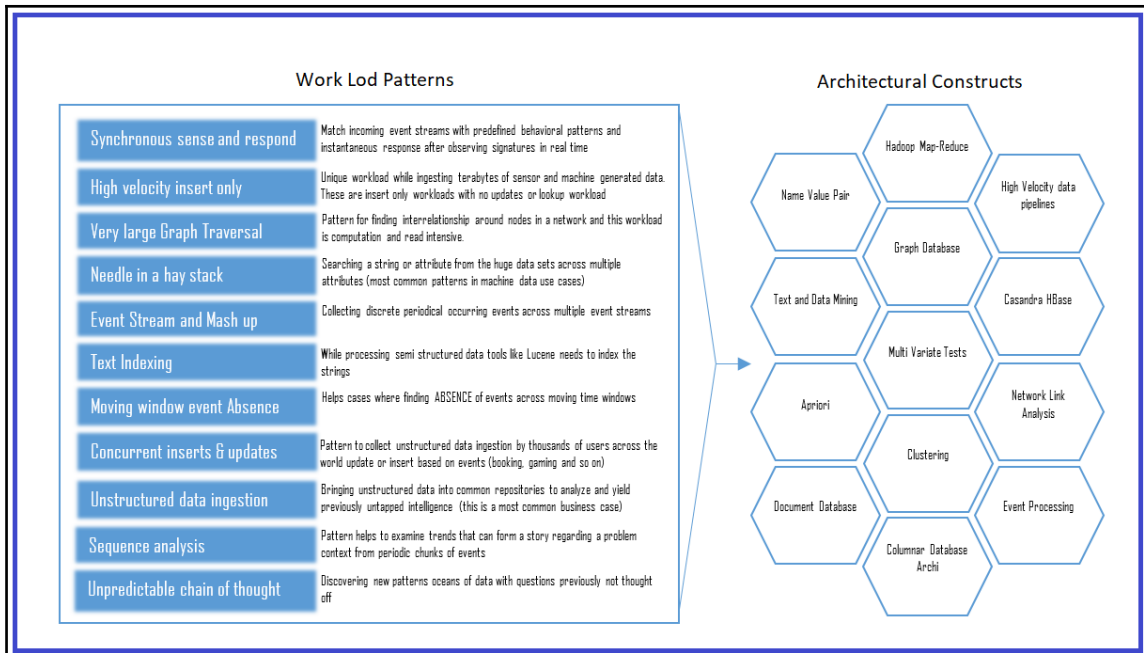 Work Lod Patterns
Synchronous sense and respond
Match incoming event streams with predefined behavioral patterns and
instantaneous response after observing signatures in real time
High velocity insert only
Unique workload while ingesting terabytes of sensor and machine generated data.
These are insert only workloads with no updates or lookup workload
Very large Graph Traversal
Pattern for finding interrelationship around nodes in a network and this workload
is computation and read intensive.
Needle in a hay stack
Searching a string or attribute from the huge data sets across multiple
attributes (most common patterns in machine data use cases)
Event Stream and Mash up
Collecting discrete periodical occurring events across multiple event streams
Text Indexing
While processing semi structured data tools like Lucene needs to index the
strings
Moving window event Absence
Helps cases where finding ABSENCE of events across moving time windows
Concurrent inserts & updates
Pattern to collect unstructured data ingestion by thousands of users across the
world update or insert based on events (booking, gaming and so on)
Unstructured data ingestion
Bringing unstructured data into common repositories to analyze and yield
previously untapped intelligence (this is a most common business case)
Sequence analysis
Pattern helps to examine trends that can form a story regarding a problem
context from periodic chunks of events
Unpredictable chain of thought
Discovering new patterns oceans of data with questions previously not thought
off
Architectural Constructs
Hadoop Map-Reduce
Name Value Pair
High Velocity data
pipelines
Graph Database
Text and Data Mining
Casandra HBase
Multi Variate Tests
Apriori
Network Link
Analysis
Clustering
Document Database
Event Processing
Columnar Database
Archi